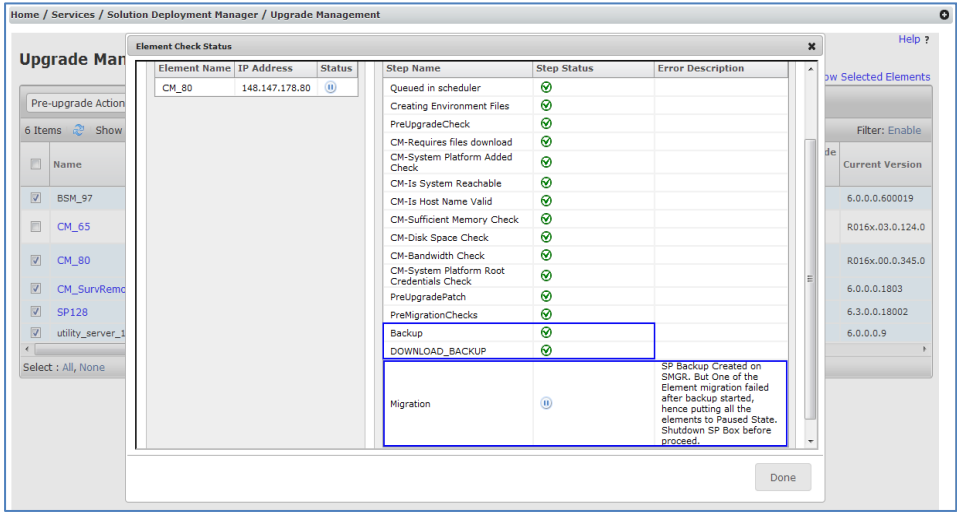 Home / Services / Solution Deployment Manager / Upgrade Management
Help ?
Upgrade Man
ow Selected Elements
Pre-upgrade Action
6 Items Show
Filter: Enable
Name
de
Current Version
BSM_97
6.0.0.0.600019
CM_65
R016x.03.0.124.0
CM_80
R016x.00.0.345.0
CM_SurvRemo
6.0.0.0.1803
SP128
6.3.0.0.18002
utility_server_1
6.0.0.0.9
Select : All, None
Element Check Status
Element Name IP Address Status
CM_80 148.147.178.80
Step Name Step Status Error Description
Queued in scheduler
Creating Environment Files
PreUpgradeCheck
CM-Requires files download
CM-System Platform Added
Check
CM-Is System Reachable
CM-Is Host Name Valid
CM-Sufficient Memory Check
CM-Disk Space Check
CM-Bandwidth Check
CM-System Platform Root
Credentials Check
PreUpgradePatch
PreMigrationChecks
Backup
DOWNLOAD_BACKUP
Migration
SP Backup Created on
SMGR. But One of the
Element migration failed
after backup started,
hence putting all the
elements to Paused State.
Shutdown SP Box before
proceed.
Done